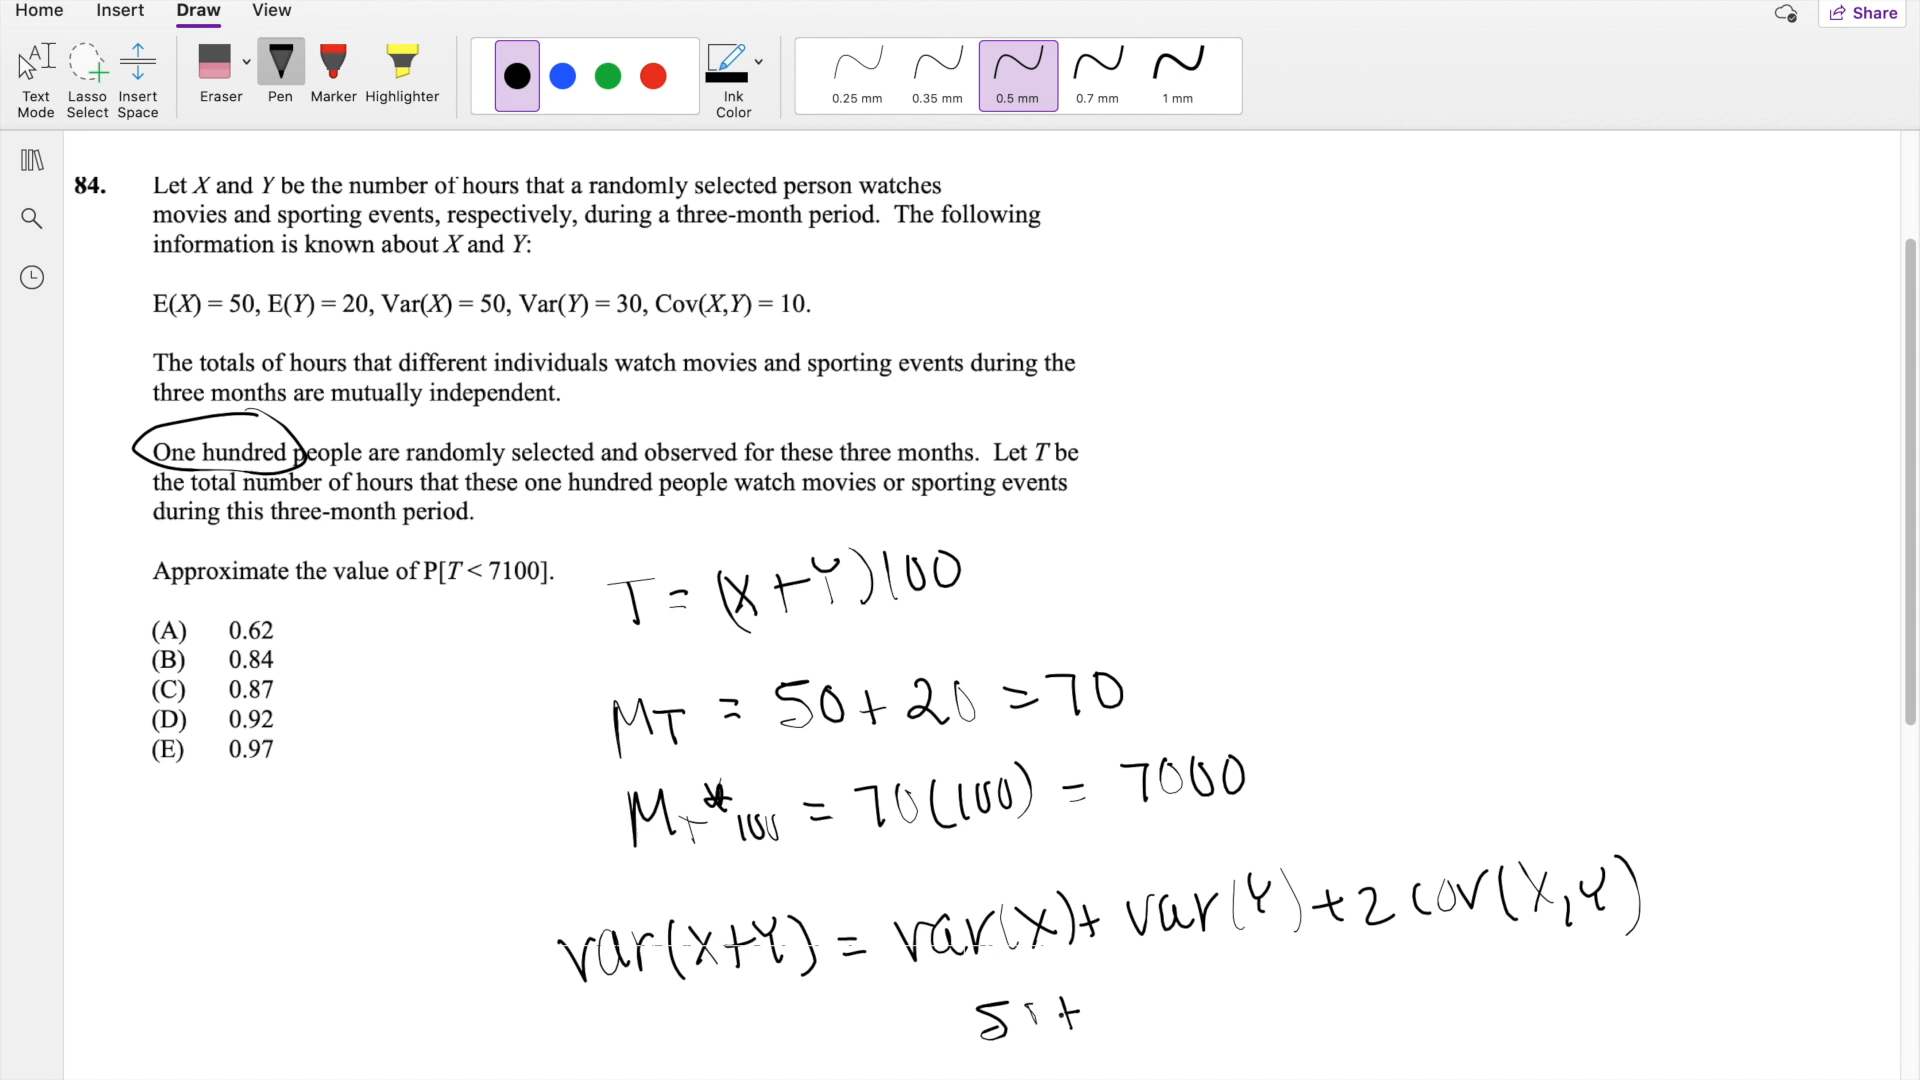 Home Insert Draw View Share
Text Mode Lasso Select Insert Space Eraser Pen Marker Highlighter Ink Color 0.25 mm 0.35 mm 0.5 mm 0.7 mm 1 mm
84. Let X and Y be the number of hours that a randomly selected person watches
movies and sporting events, respectively, during a three-month period. The following
information is known about X and Y:
E(X) = 50, E(Y) = 20, Var(X) = 50, Var(Y) = 30, Cov(X,Y) = 10.
The totals of hours that different individuals watch movies and sporting events during the
three months are mutually independent.
One hundred people are randomly selected and observed for these three months. Let T be
the total number of hours that these one hundred people watch movies or sporting events
during this three-month period.
Approximate the value of P[T < 7100].
T = (X+Y)100
(A) 0.62
(B) 0.84
(C) 0.87
(D) 0.92
(E) 0.97
MT = 50+20 = 70
MT*100 = 70(100) = 7000
var(X+Y) = var(X)+ var(Y)+2 cov(X,Y)
50+